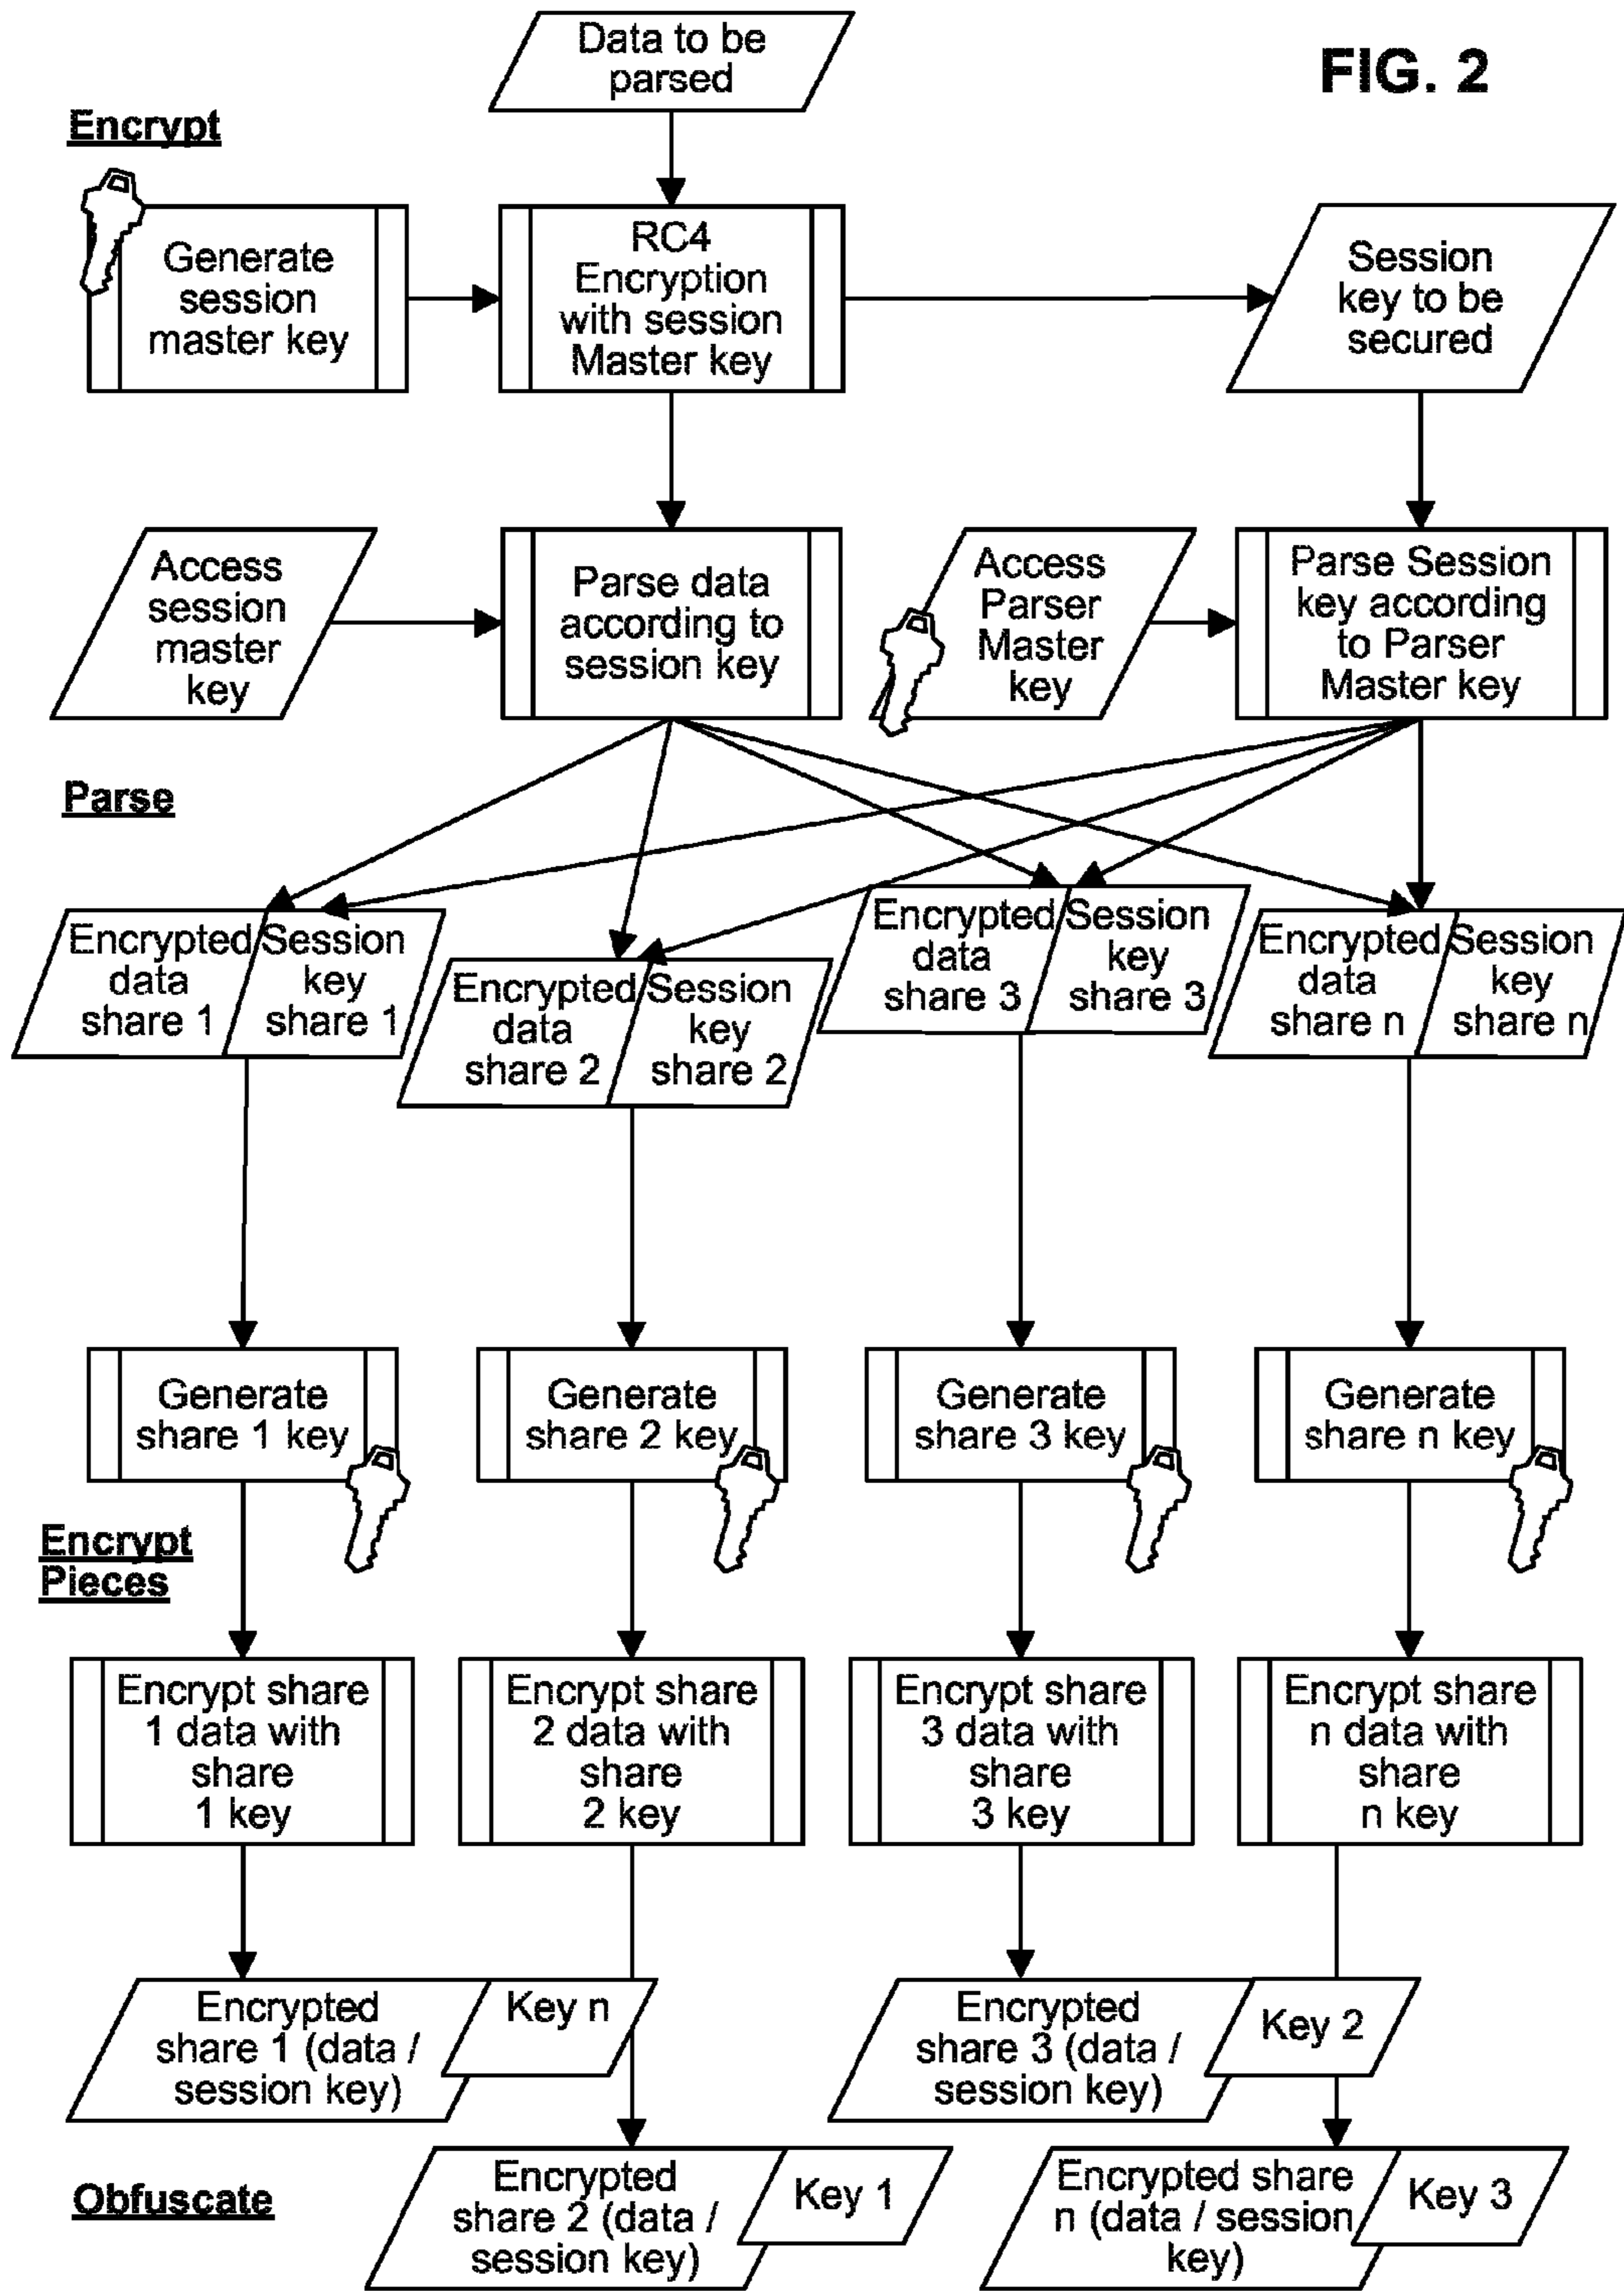 Data to be
parsed
FIG. 2
Encrypt
Generate
session
master key
RC4
Encryption
with session
Master key
Session
key to be
secured
Access
session
master
key
Parse data
according to
session key
Access
Parser
Master
key
Parse Session
key according
to Parser
Master key
Parse
Encrypted
data
share 1
Session
key
share 1
Encrypted
data
share 2
Session
key
share 2
Encrypted
data
share 3
Session
key
share 3
Encrypted
data
share n
Session
key
share n
Generate
share 1 key
Generate
share 2 key
Generate
share 3 key
Generate
share n key
Encrypt
Pieces
Encrypt share
1 data with
share
1 key
Encrypt share
2 data with
share
2 key
Encrypt share
3 data with
share
3 key
Encrypt share
n data with
share
n key
Encrypted
share 1 (data /
session key)
Key n
Encrypted
share 3 (data /
session key)
Key 2
Obfuscate
Encrypted
share 2 (data /
session key)
Key 1
Encrypted share
n (data / session
key)
Key 3